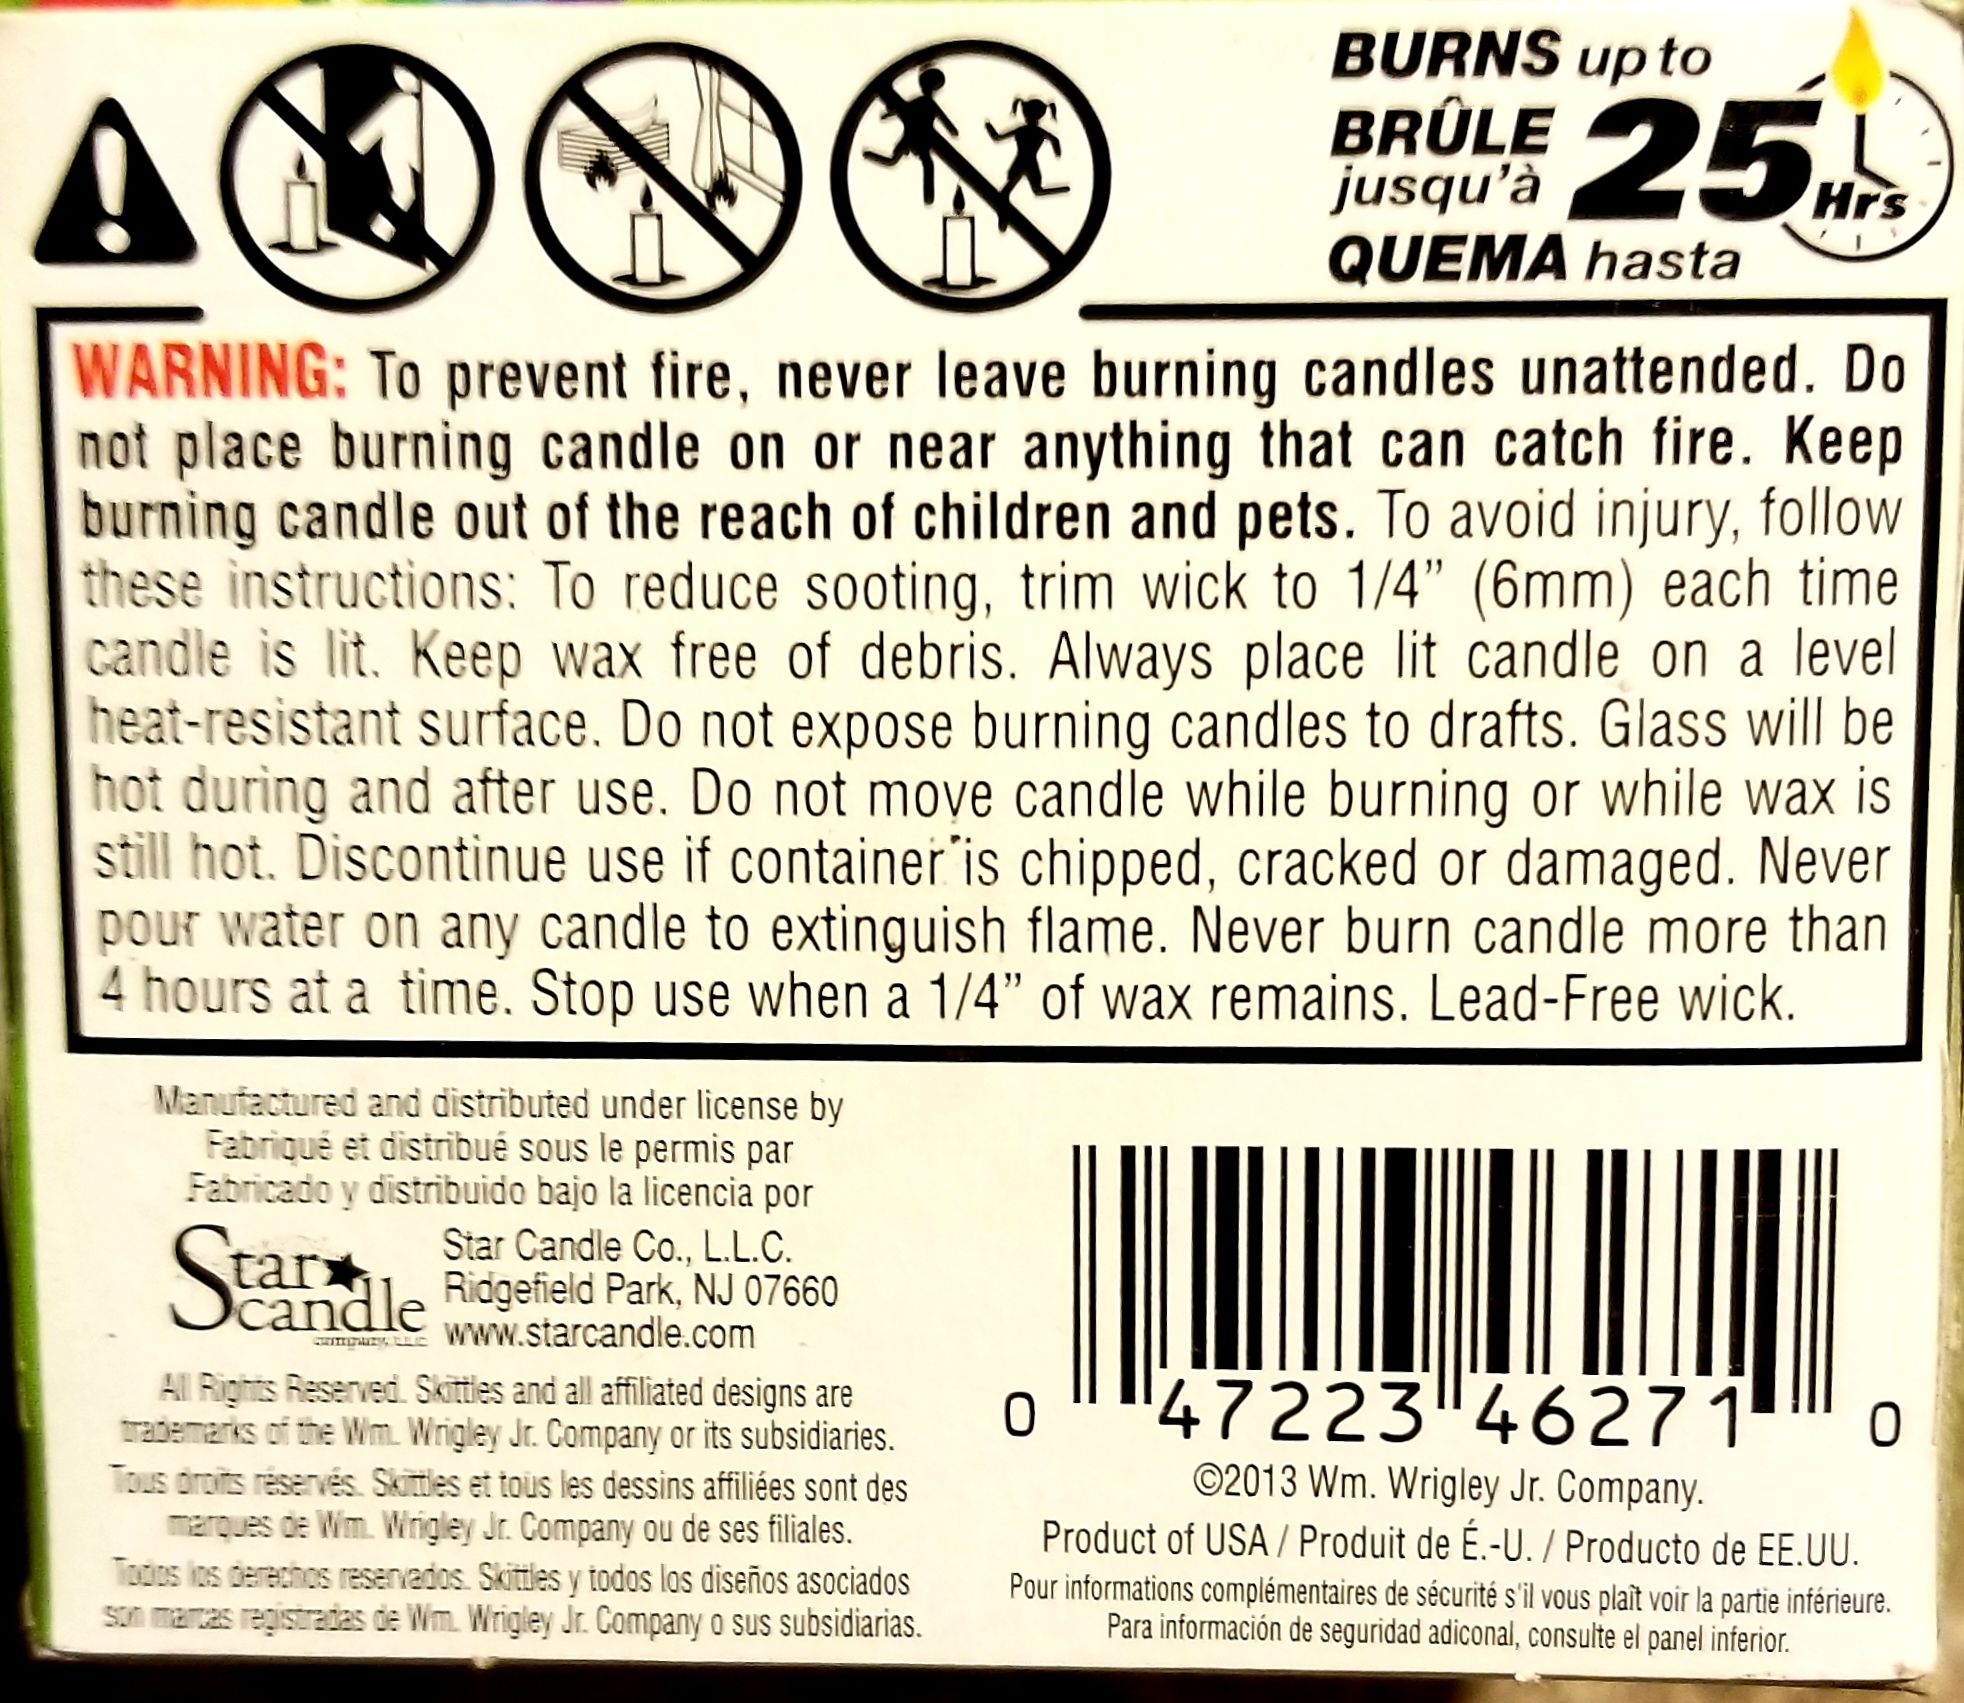 BURNS up to
BRÛLE
jusqu'à
25 Hrs
QUEMA hasta
WARNING: To prevent fire, never leave burning candles unattended. Do
not place burning candle on or near anything that can catch fire. Keep
burning candle out of the reach of children and pets. To avoid injury, follow
these instructions: To reduce sooting, trim wick to 1/4” (6mm) each time
candle is lit. Keep wax free of debris. Always place lit candle on a level
heat-resistant surface. Do not expose burning candles to drafts. Glass will be
hot during and after use. Do not move candle while burning or while wax is
still hot. Discontinue use if container is chipped, cracked or damaged. Never
pour water on any candle to extinguish flame. Never burn candle more than
4 hours at a time. Stop use when a 1/4” of wax remains. Lead-Free wick.
Manufactured and distributed under license by
Fabriqué et distribué sous le permis par
Fabricado y distribuido bajo la licencia por
Star
candle
company, LLC
Star Candle Co., L.L.C.
Ridgefield Park, NJ 07660
www.starcandle.com
All Rights Reserved. Skittles and all affiliated designs are
trademarks of the Wm. Wrigley Jr. Company or its subsidiaries.
Tous droits réservés. Skittles et tous les dessins affiliées sont des
marques de Wm. Wrigley Jr. Company ou de ses filiales.
Todos los derechos reservados. Skittles y todos los diseños asociados
son marcas registradas de Wm. Wrigley Jr. Company o sus subsidiarias.
0 47223 46271 0
©2013 Wm. Wrigley Jr. Company.
Product of USA / Produit de É.-U. / Producto de EE.UU.
Pour informations complémentaires de sécurité s'il vous plaît voir la partie inférieure.
Para información de seguridad adiconal, consulte el panel inferior.